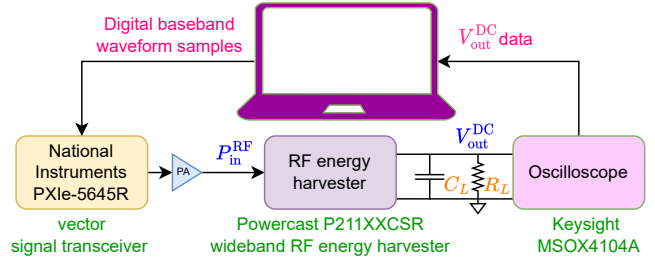 Digital baseband
waveform samples
V_out^DC data
National
Instruments
PXIe-5645R
PA
P_in^RF
RF energy
harvester
V_out^DC
C_L
R_L
Oscilloscope
vector
signal transceiver
Powercast P211XXCSR
wideband RF energy harvester
Keysight
MSOX4104A